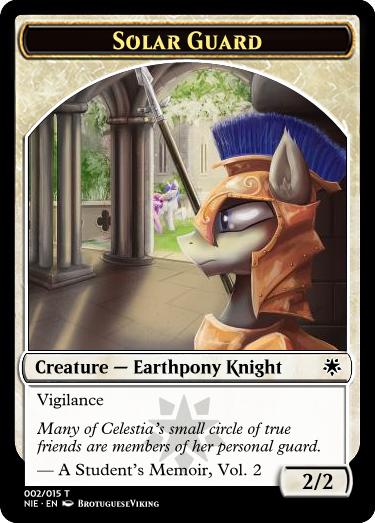 Solar Guard
Creature — Earthpony Knight
Vigilance
Many of Celestia's small circle of true
friends are members of her personal guard.
— A Student's Memoir, Vol. 2
2/2
002/015 T
NIE • EN BrotugueseViking